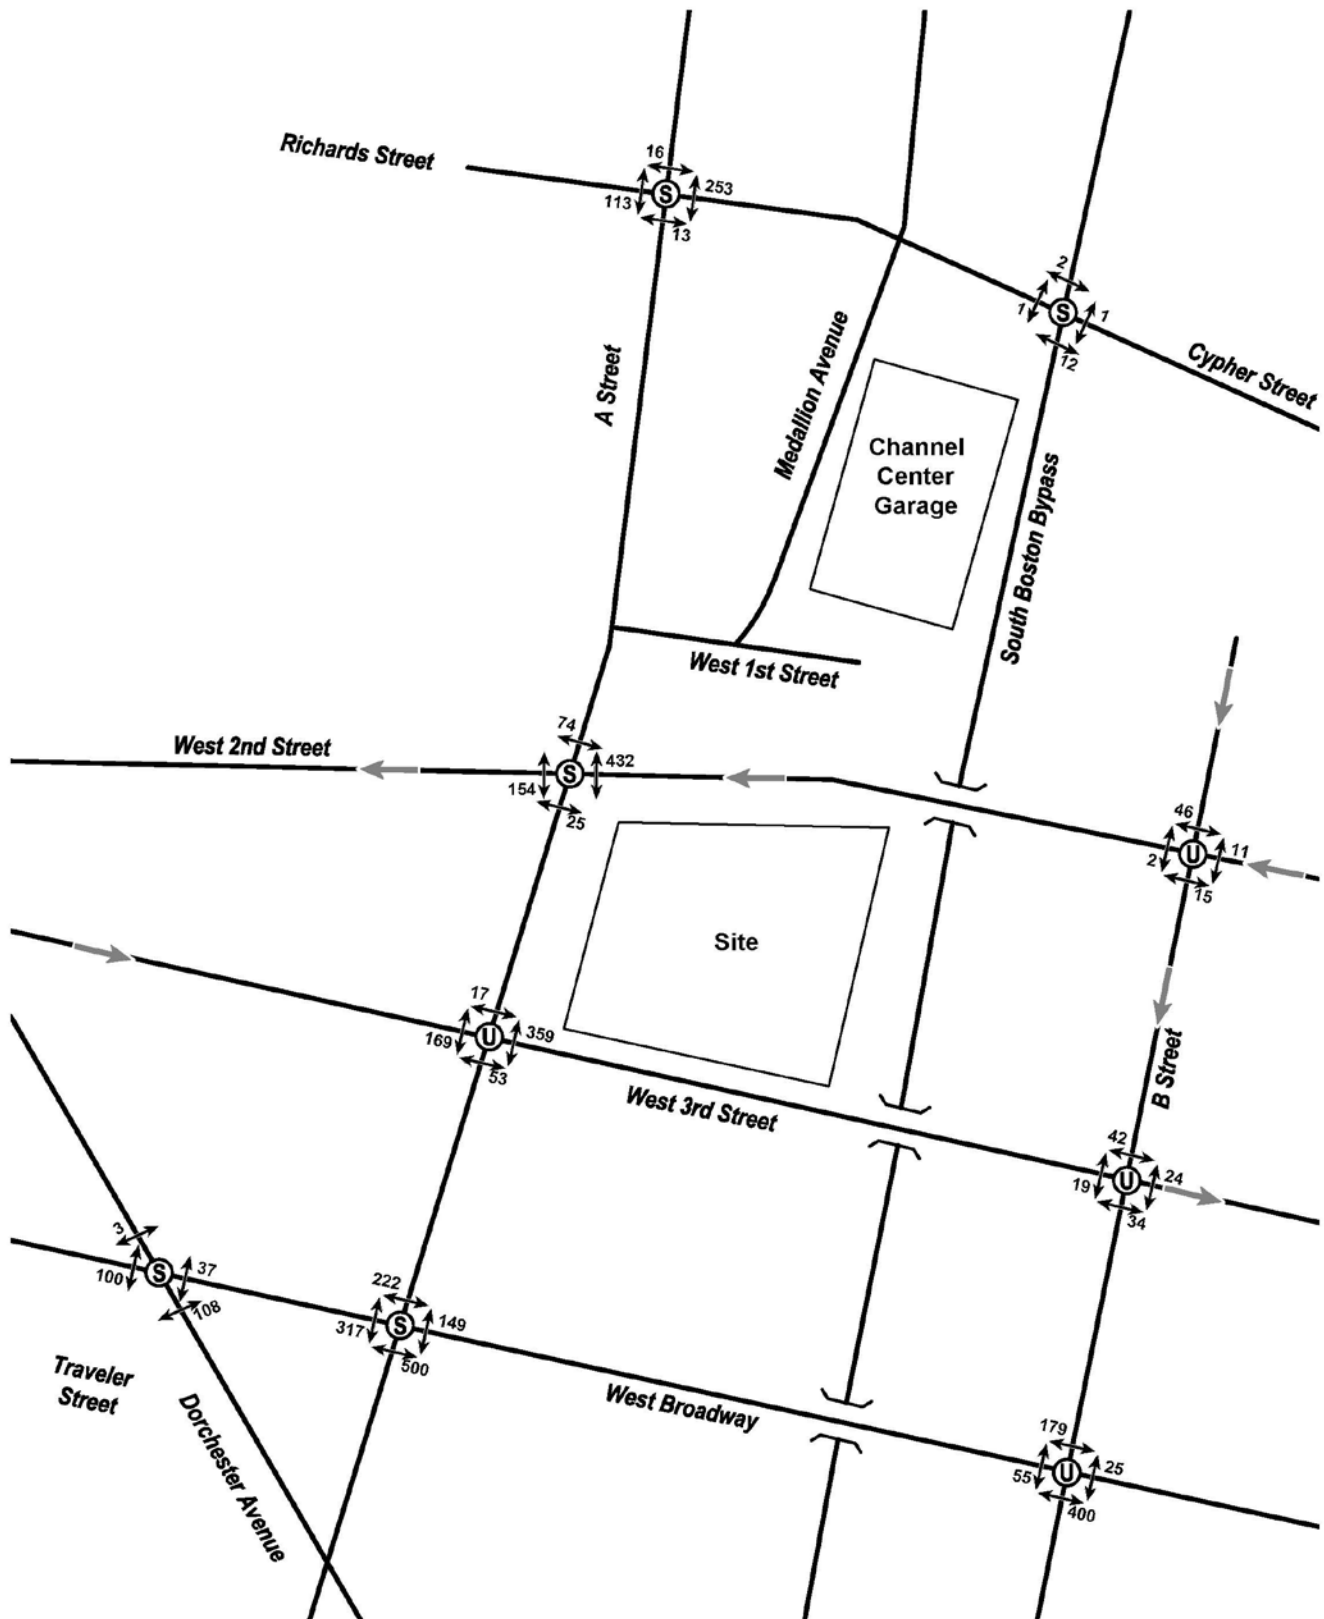 Richards Street
16
253
S
113
13
2
1
S
1
12
Cypher Street
A Street
Medallion Avenue
Channel
Center
Garage
South Boston Bypass
West 1st Street
West 2nd Street
74
432
S
154
25
46
11
2
U
15
Site
17
359
169
U
53
B Street
West 3rd Street
42
24
19
U
34
3
37
100
S
108
222
149
317
S
500
Traveler
Street
Dorchester Avenue
West Broadway
179
25
55
U
400